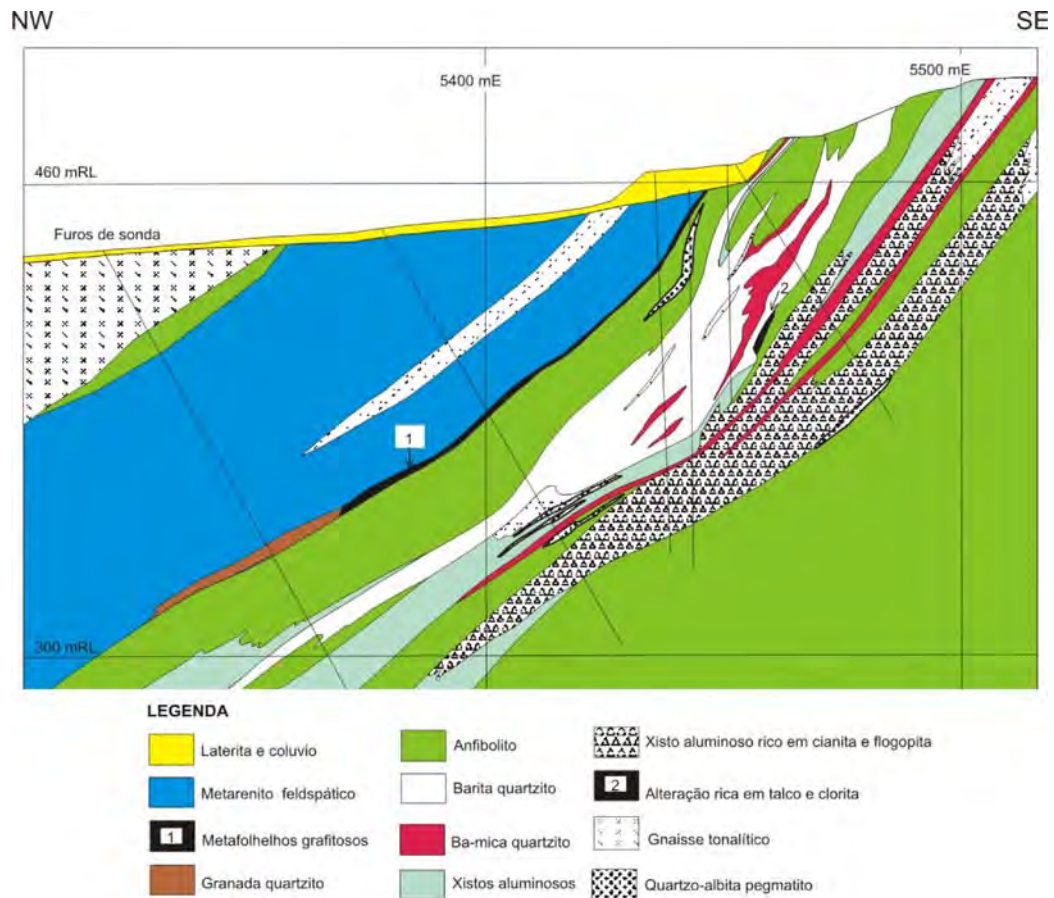 NW
SE
5400 mE
5500 mE
460 mRL
Furos de sonda
2
1
300 mRL
LEGENDA
Laterita e coluvio
Metarenito feldspático
1 Metafolhelhos grafitosos
Granada quartzito
Anfibolito
Barita quartzito
Ba-mica quartzito
Xistos aluminosos
Xisto aluminoso rico em cianita e flogopita
2 Alteração rica em talco e clorita
Gnaisse tonalítico
Quartzo-albita pegmatito